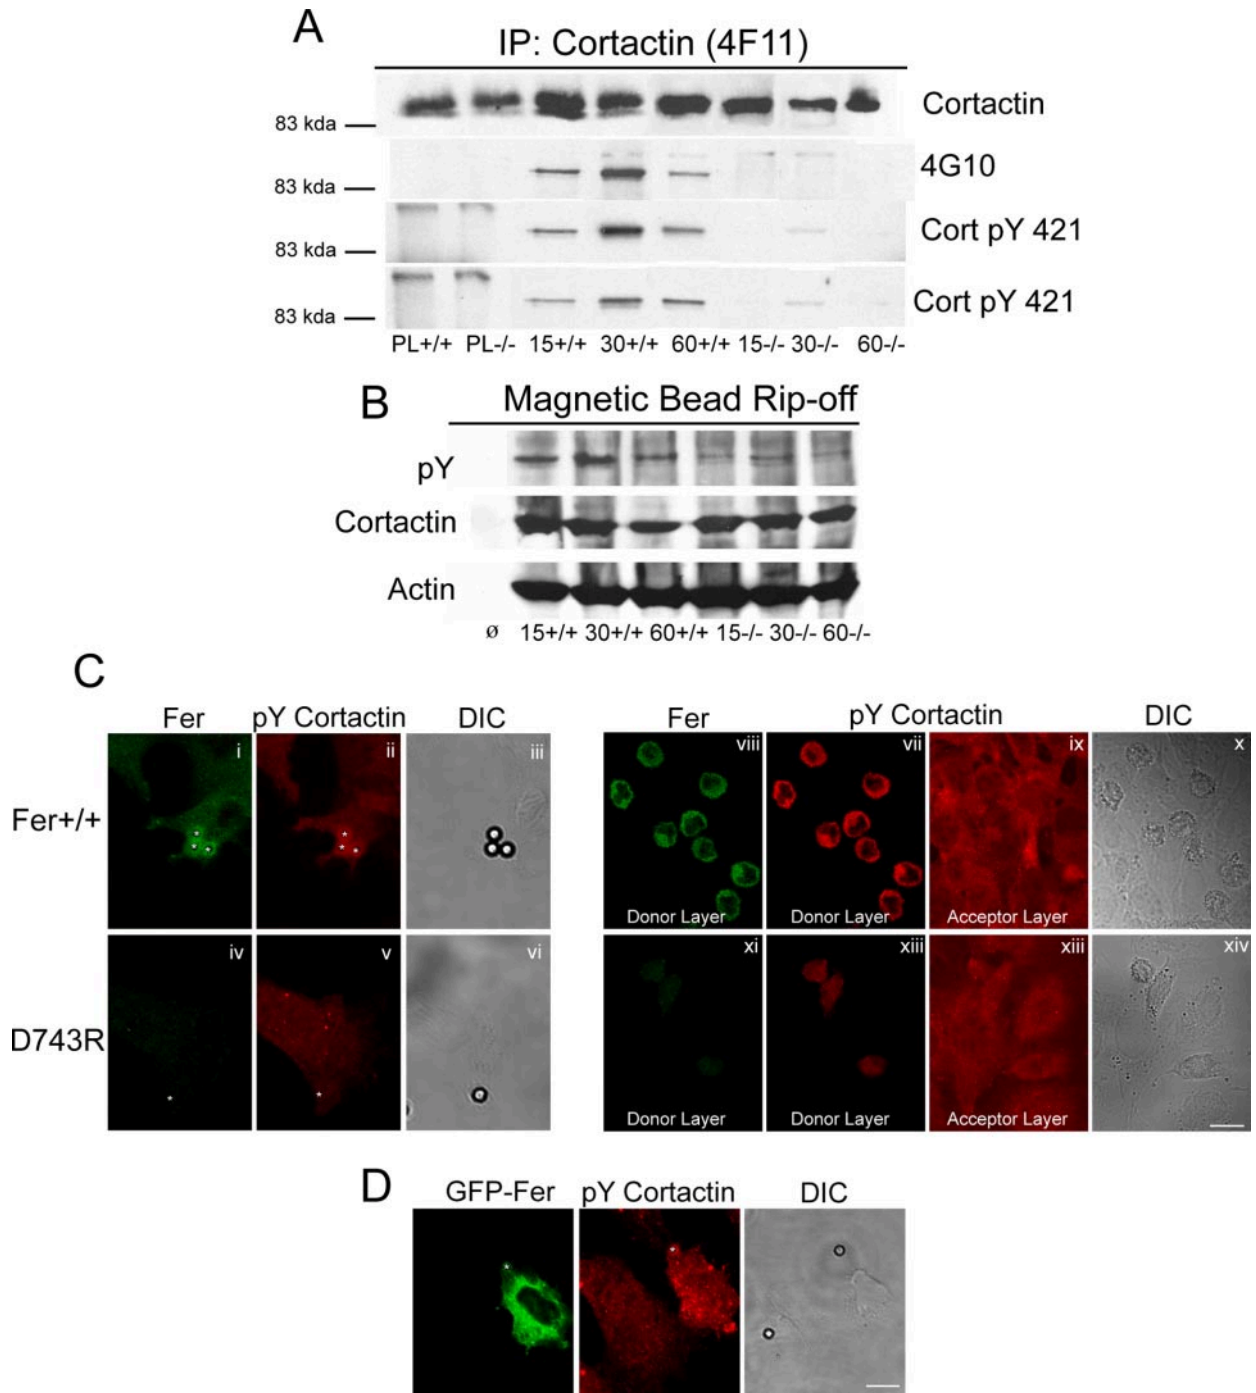 A
IP: Cortactin (4F11)
83 kda
Cortactin
83 kda
4G10
83 kda
Cort pY 421
83 kda
Cort pY 421
PL+/+ PL-/- 15+/+ 30+/+ 60+/+ 15-/- 30-/- 60-/-
B
Magnetic Bead Rip-off
pY
Cortactin
Actin
ø 15+/+ 30+/+ 60+/+ 15-/- 30-/- 60-/-
C
Fer pY Cortactin DIC Fer pY Cortactin DIC
Fer+/+
i ii iii viii vii ix x
* * * * * *
Donor Layer Donor Layer Acceptor Layer
D743R
iv v vi xi xiii xiii xiv
* *
Donor Layer Donor Layer Acceptor Layer
D
GFP-Fer pY Cortactin DIC
* *